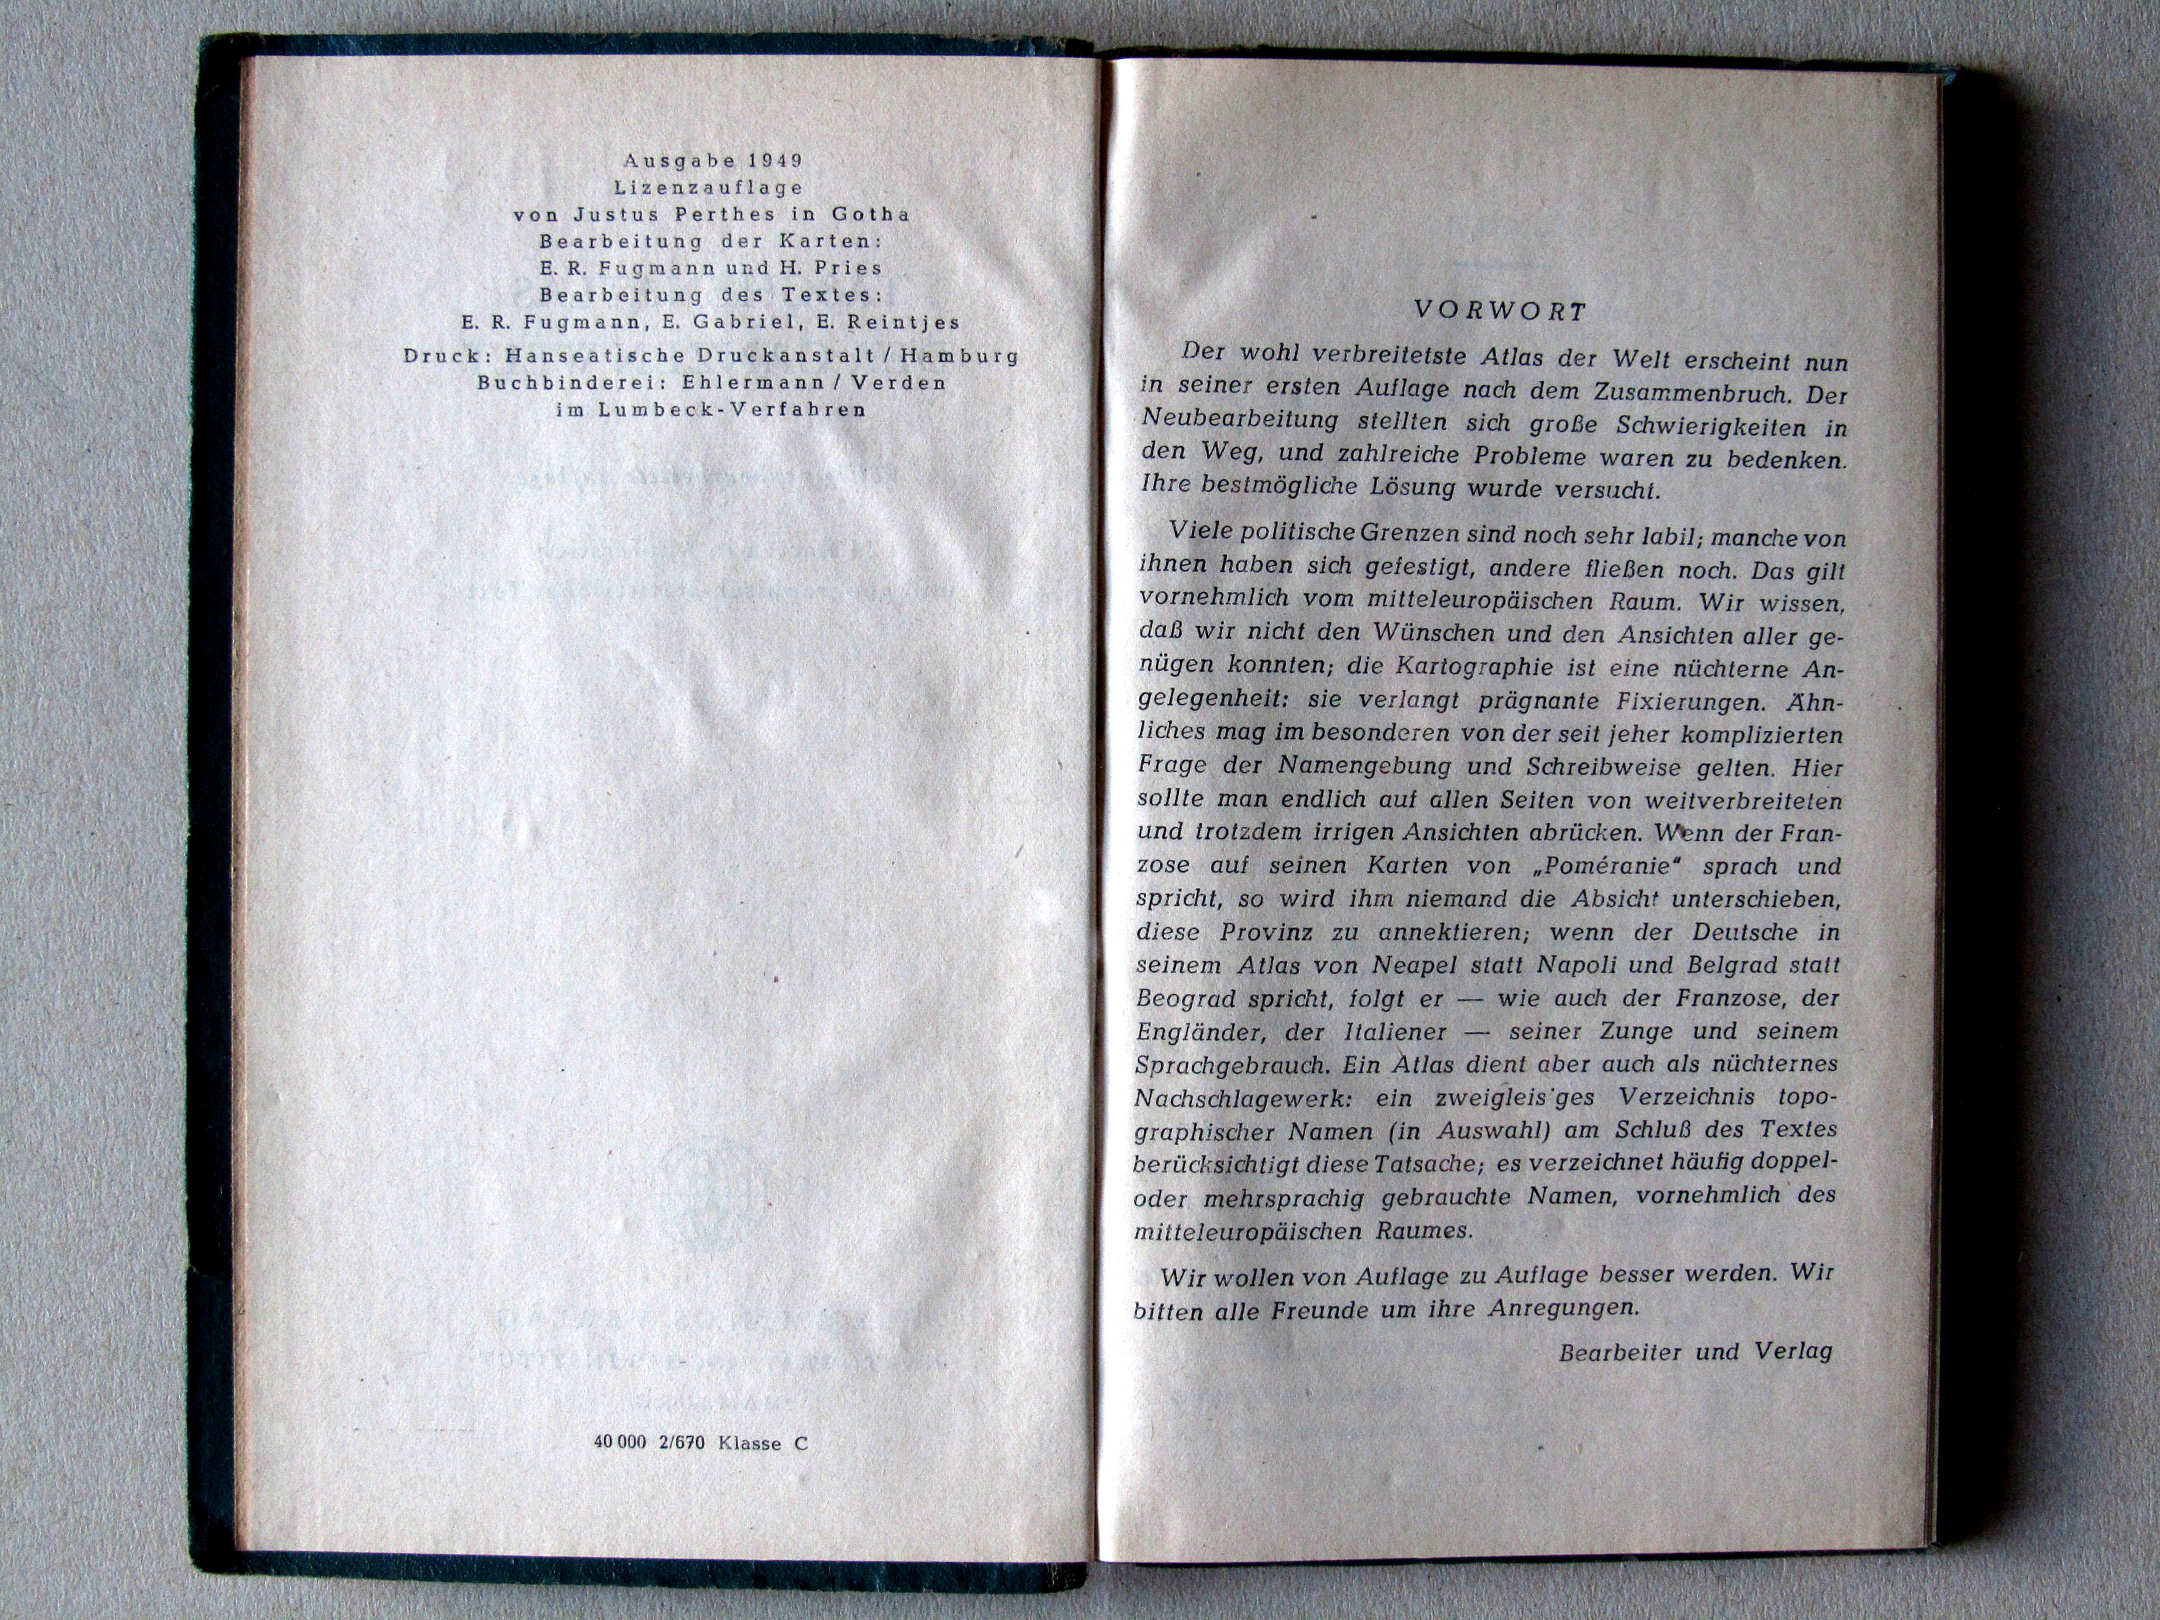 Ausgabe 1949
Lizenzauflage
von Justus Perthes in Gotha
Bearbeitung der Karten:
E. R. Fugmann und H. Pries
Bearbeitung des Textes:
E. R. Fugmann, E. Gabriel, E. Reintjes
Druck: Hanseatische Druckanstalt / Hamburg
Buchbinderei: Ehlermann / Verden
im Lumbeck-Verfahren
40 000 2/670 Klasse C
VORWORT
Der wohl verbreitetste Atlas der Welt erscheint nun
in seiner ersten Auflage nach dem Zusammenbruch. Der
Neubearbeitung stellten sich große Schwierigkeiten in
den Weg, und zahlreiche Probleme waren zu bedenken.
Ihre bestmögliche Lösung wurde versucht.
Viele politische Grenzen sind noch sehr labil; manche von
ihnen haben sich gefestigt, andere fließen noch. Das gilt
vornehmlich vom mitteleuropäischen Raum. Wir wissen,
daß wir nicht den Wünschen und den Ansichten aller ge-
nügen konnten; die Kartographie ist eine nüchterne An-
gelegenheit: sie verlangt prägnante Fixierungen. Ähn-
liches mag im besonderen von der seit jeher komplizierten
Frage der Namengebung und Schreibweise gelten. Hier
sollte man endlich auf allen Seiten von weitverbreiteten
und trotzdem irrigen Ansichten abrücken. Wenn der Fran-
zose auf seinen Karten von „Poméranie“ sprach und
spricht, so wird ihm niemand die Absicht unterschieben,
diese Provinz zu annektieren; wenn der Deutsche in
seinem Atlas von Neapel statt Napoli und Belgrad statt
Beograd spricht, folgt er — wie auch der Franzose, der
Engländer, der Italiener — seiner Zunge und seinem
Sprachgebrauch. Ein Atlas dient aber auch als nüchternes
Nachschlagewerk: ein zweigleisiges Verzeichnis topo-
graphischer Namen (in Auswahl) am Schluß des Textes
berücksichtigt diese Tatsache; es verzeichnet häufig doppel-
oder mehrsprachig gebrauchte Namen, vornehmlich des
mitteleuropäischen Raumes.
Wir wollen von Auflage zu Auflage besser werden. Wir
bitten alle Freunde um ihre Anregungen.
Bearbeiter und Verlag